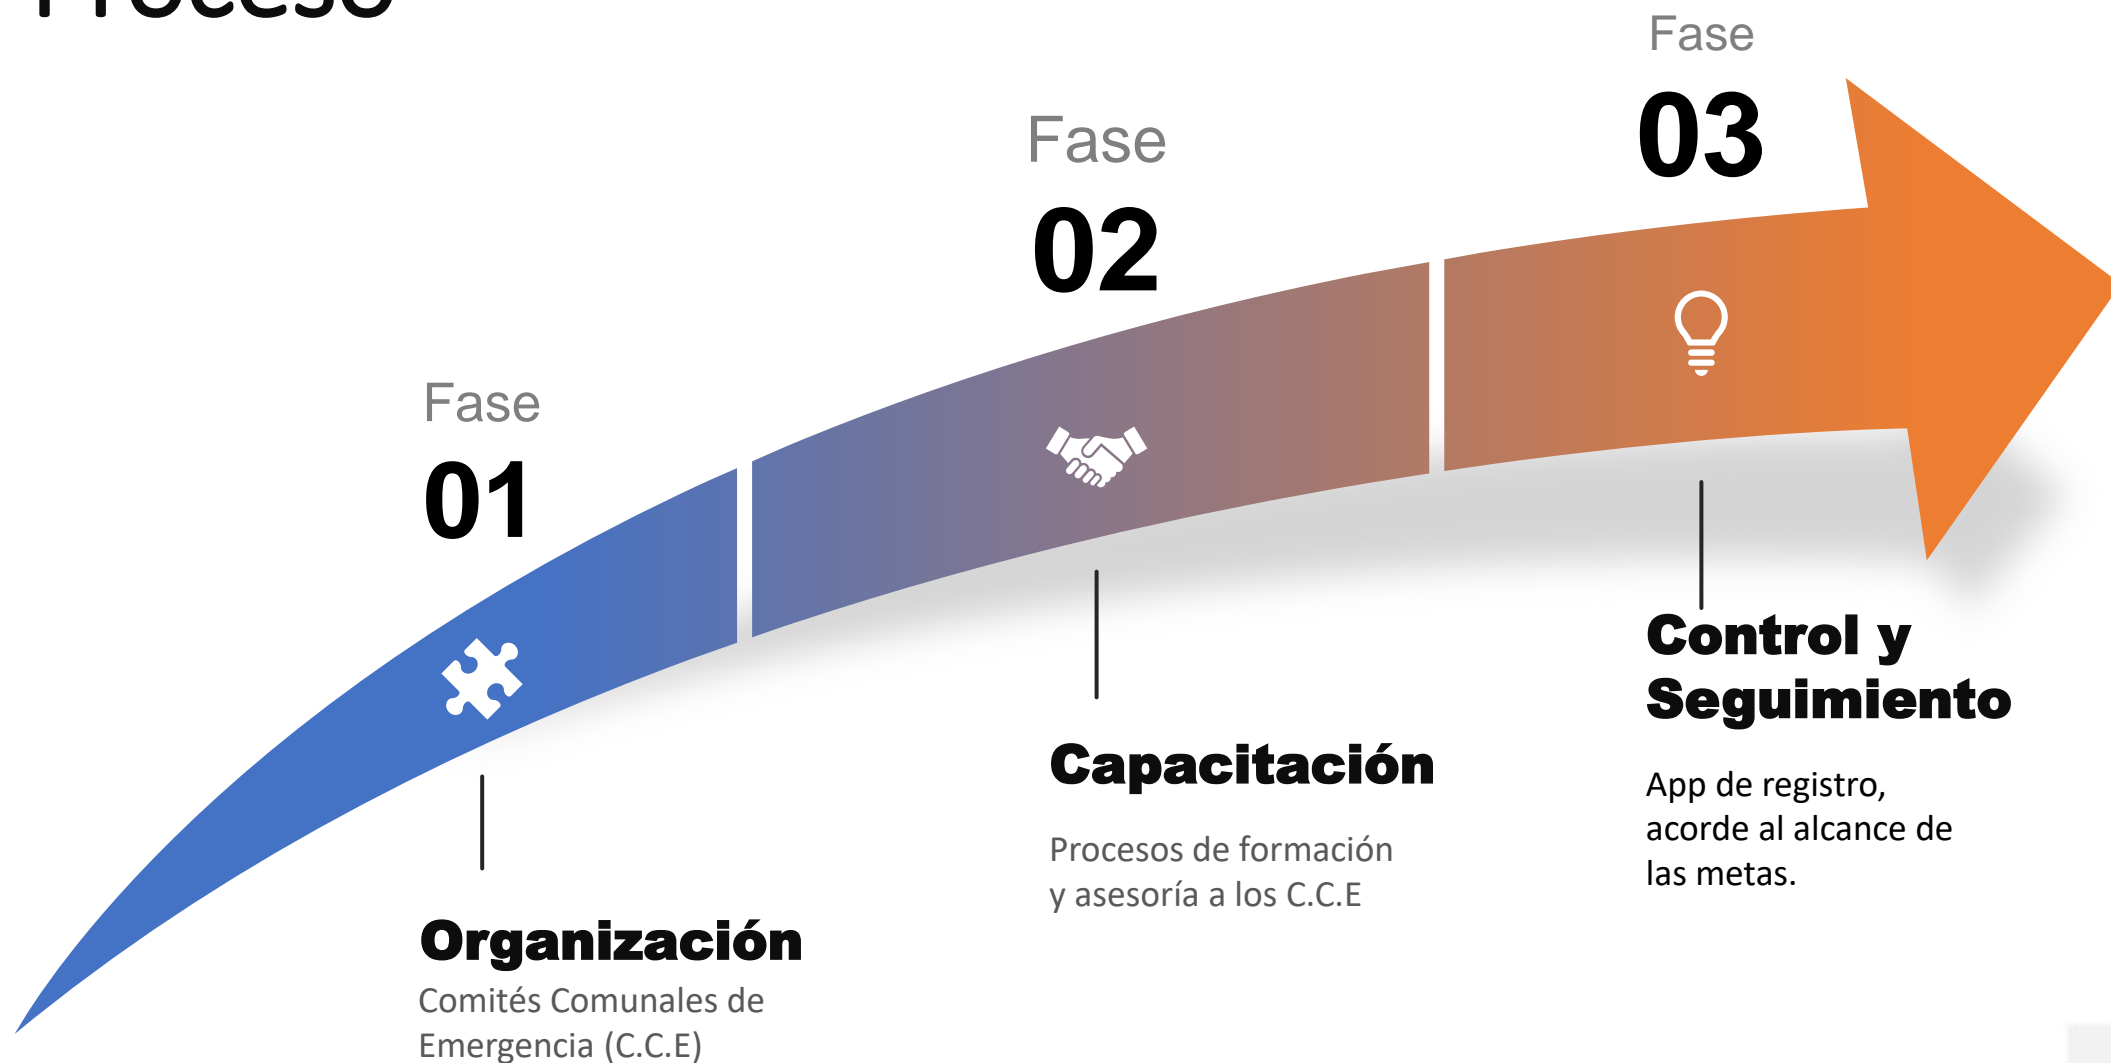 Proceso
Fase
01
Organización
Comités Comunales de
Emergencia (C.C.E)
Fase
02
Capacitación
Procesos de formación
y asesoría a los C.C.E
Fase
03
Control y
Seguimiento
App de registro,
acorde al alcance de
las metas.